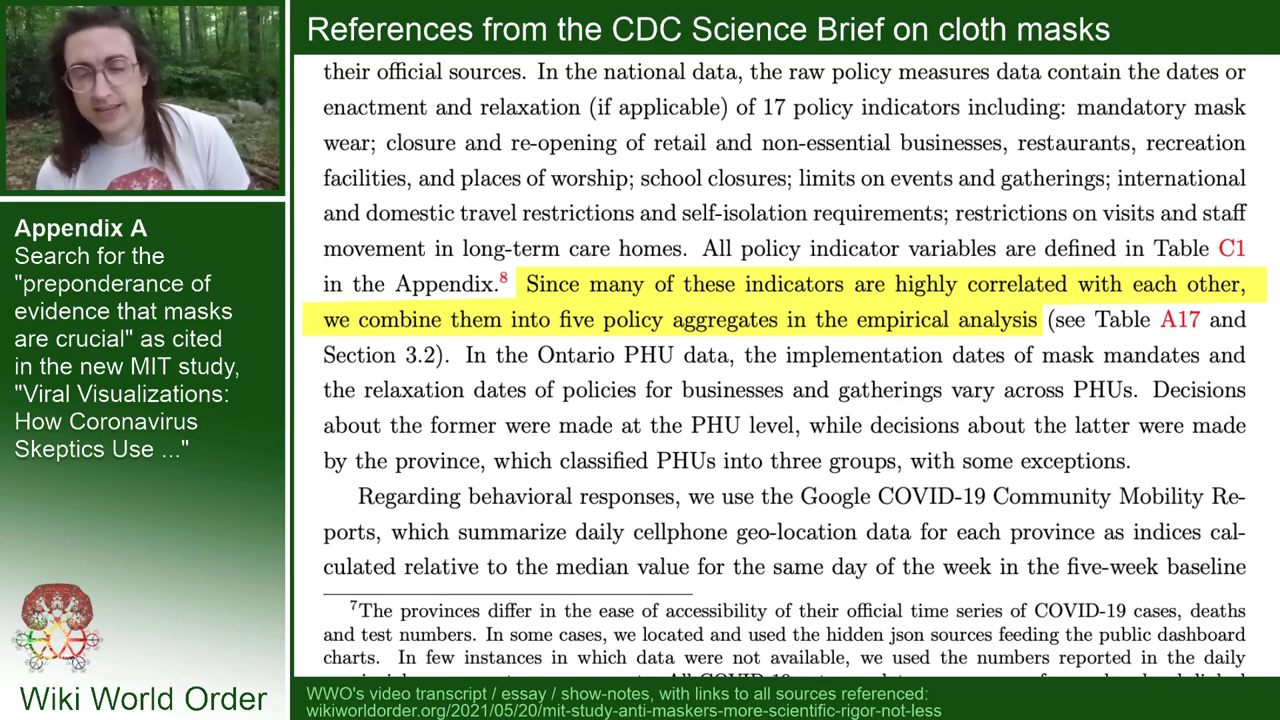 References from the CDC Science Brief on cloth masks
their official sources. In the national data, the raw policy measures data contain the dates or
enactment and relaxation (if applicable) of 17 policy indicators including: mandatory mask
wear; closure and re-opening of retail and non-essential businesses, restaurants, recreation
facilities, and places of worship; school closures; limits on events and gatherings; international
and domestic travel restrictions and self-isolation requirements; restrictions on visits and staff
movement in long-term care homes. All policy indicator variables are defined in Table C1
in the Appendix.8 Since many of these indicators are highly correlated with each other,
we combine them into five policy aggregates in the empirical analysis (see Table A17 and
Section 3.2). In the Ontario PHU data, the implementation dates of mask mandates and
the relaxation dates of policies for businesses and gatherings vary across PHUs. Decisions
about the former were made at the PHU level, while decisions about the latter were made
by the province, which classified PHUs into three groups, with some exceptions.
Regarding behavioral responses, we use the Google COVID-19 Community Mobility Re-
ports, which summarize daily cellphone geo-location data for each province as indices cal-
culated relative to the median value for the same day of the week in the five-week baseline
7The provinces differ in the ease of accessibility of their official time series of COVID-19 cases, deaths
and test numbers. In some cases, we located and used the hidden json sources feeding the public dashboard
charts. In few instances in which data were not available, we used the numbers reported in the daily
Appendix A
Search for the
"preponderance of
evidence that masks
are crucial" as cited
in the new MIT study,
"Viral Visualizations:
How Coronavirus
Skeptics Use ..."
Wiki World Order
WWO's video transcript / essay / show-notes, with links to all sources referenced:
wikiworldorder.org/2021/05/20/mit-study-anti-maskers-more-scientific-rigor-not-less